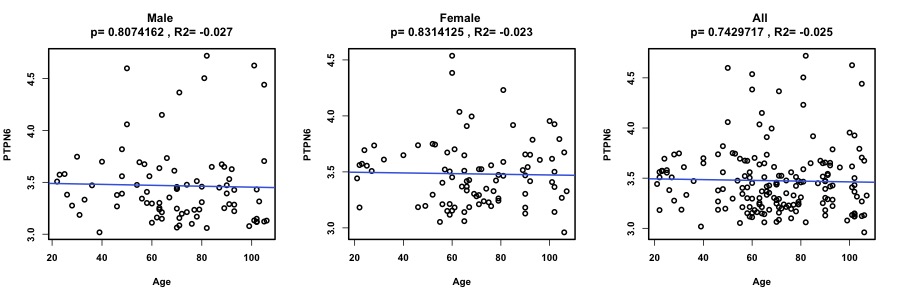 Male
p= 0.8074162 , R2= -0.027
PTPN6
3.0 3.5 4.0 4.5
20 40 60 80 100
Age
Female
p= 0.8314125 , R2= -0.023
PTPN6
3.0 3.5 4.0 4.5
20 40 60 80 100
Age
All
p= 0.7429717 , R2= -0.025
PTPN6
3.0 3.5 4.0 4.5
20 40 60 80 100
Age